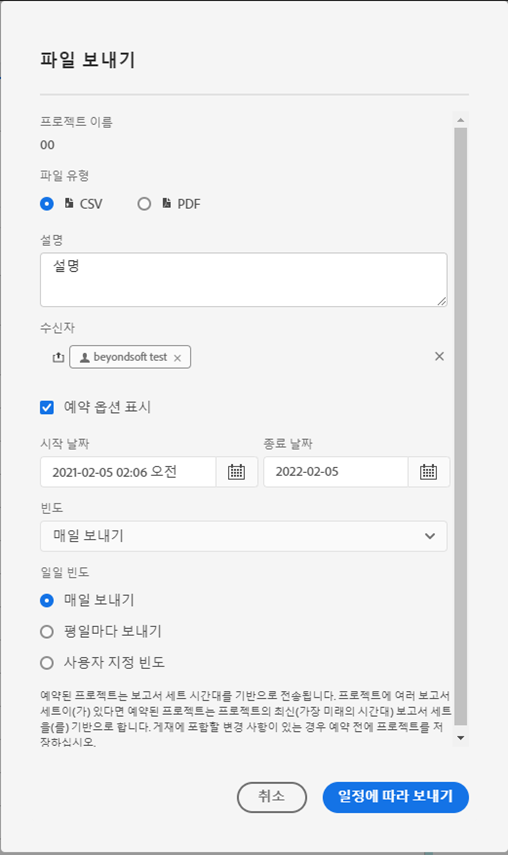 파일 보내기
프로젝트 이름
00
파일 유형
CSV PDF
설명
설명
수신자
beyondsoft test
예약 옵션 표시
시작 날짜 종료 날짜
2021-02-05 02:06 오전 2022-02-05
빈도
매일 보내기
일일 빈도
매일 보내기
평일마다 보내기
사용자 지정 빈도
예약된 프로젝트는 보고서 세트 시간대를 기반으로 전송됩니다. 프로젝트에 여러 보고서
세트이(가) 있다면 예약된 프로젝트는 프로젝트의 최신(가장 미래의 시간대) 보고서 세트
을(를) 기반으로 합니다. 게재에 포함할 변경 사항이 있는 경우 예약 전에 프로젝트를 저
장하십시오.
취소 일정에 따라 보내기